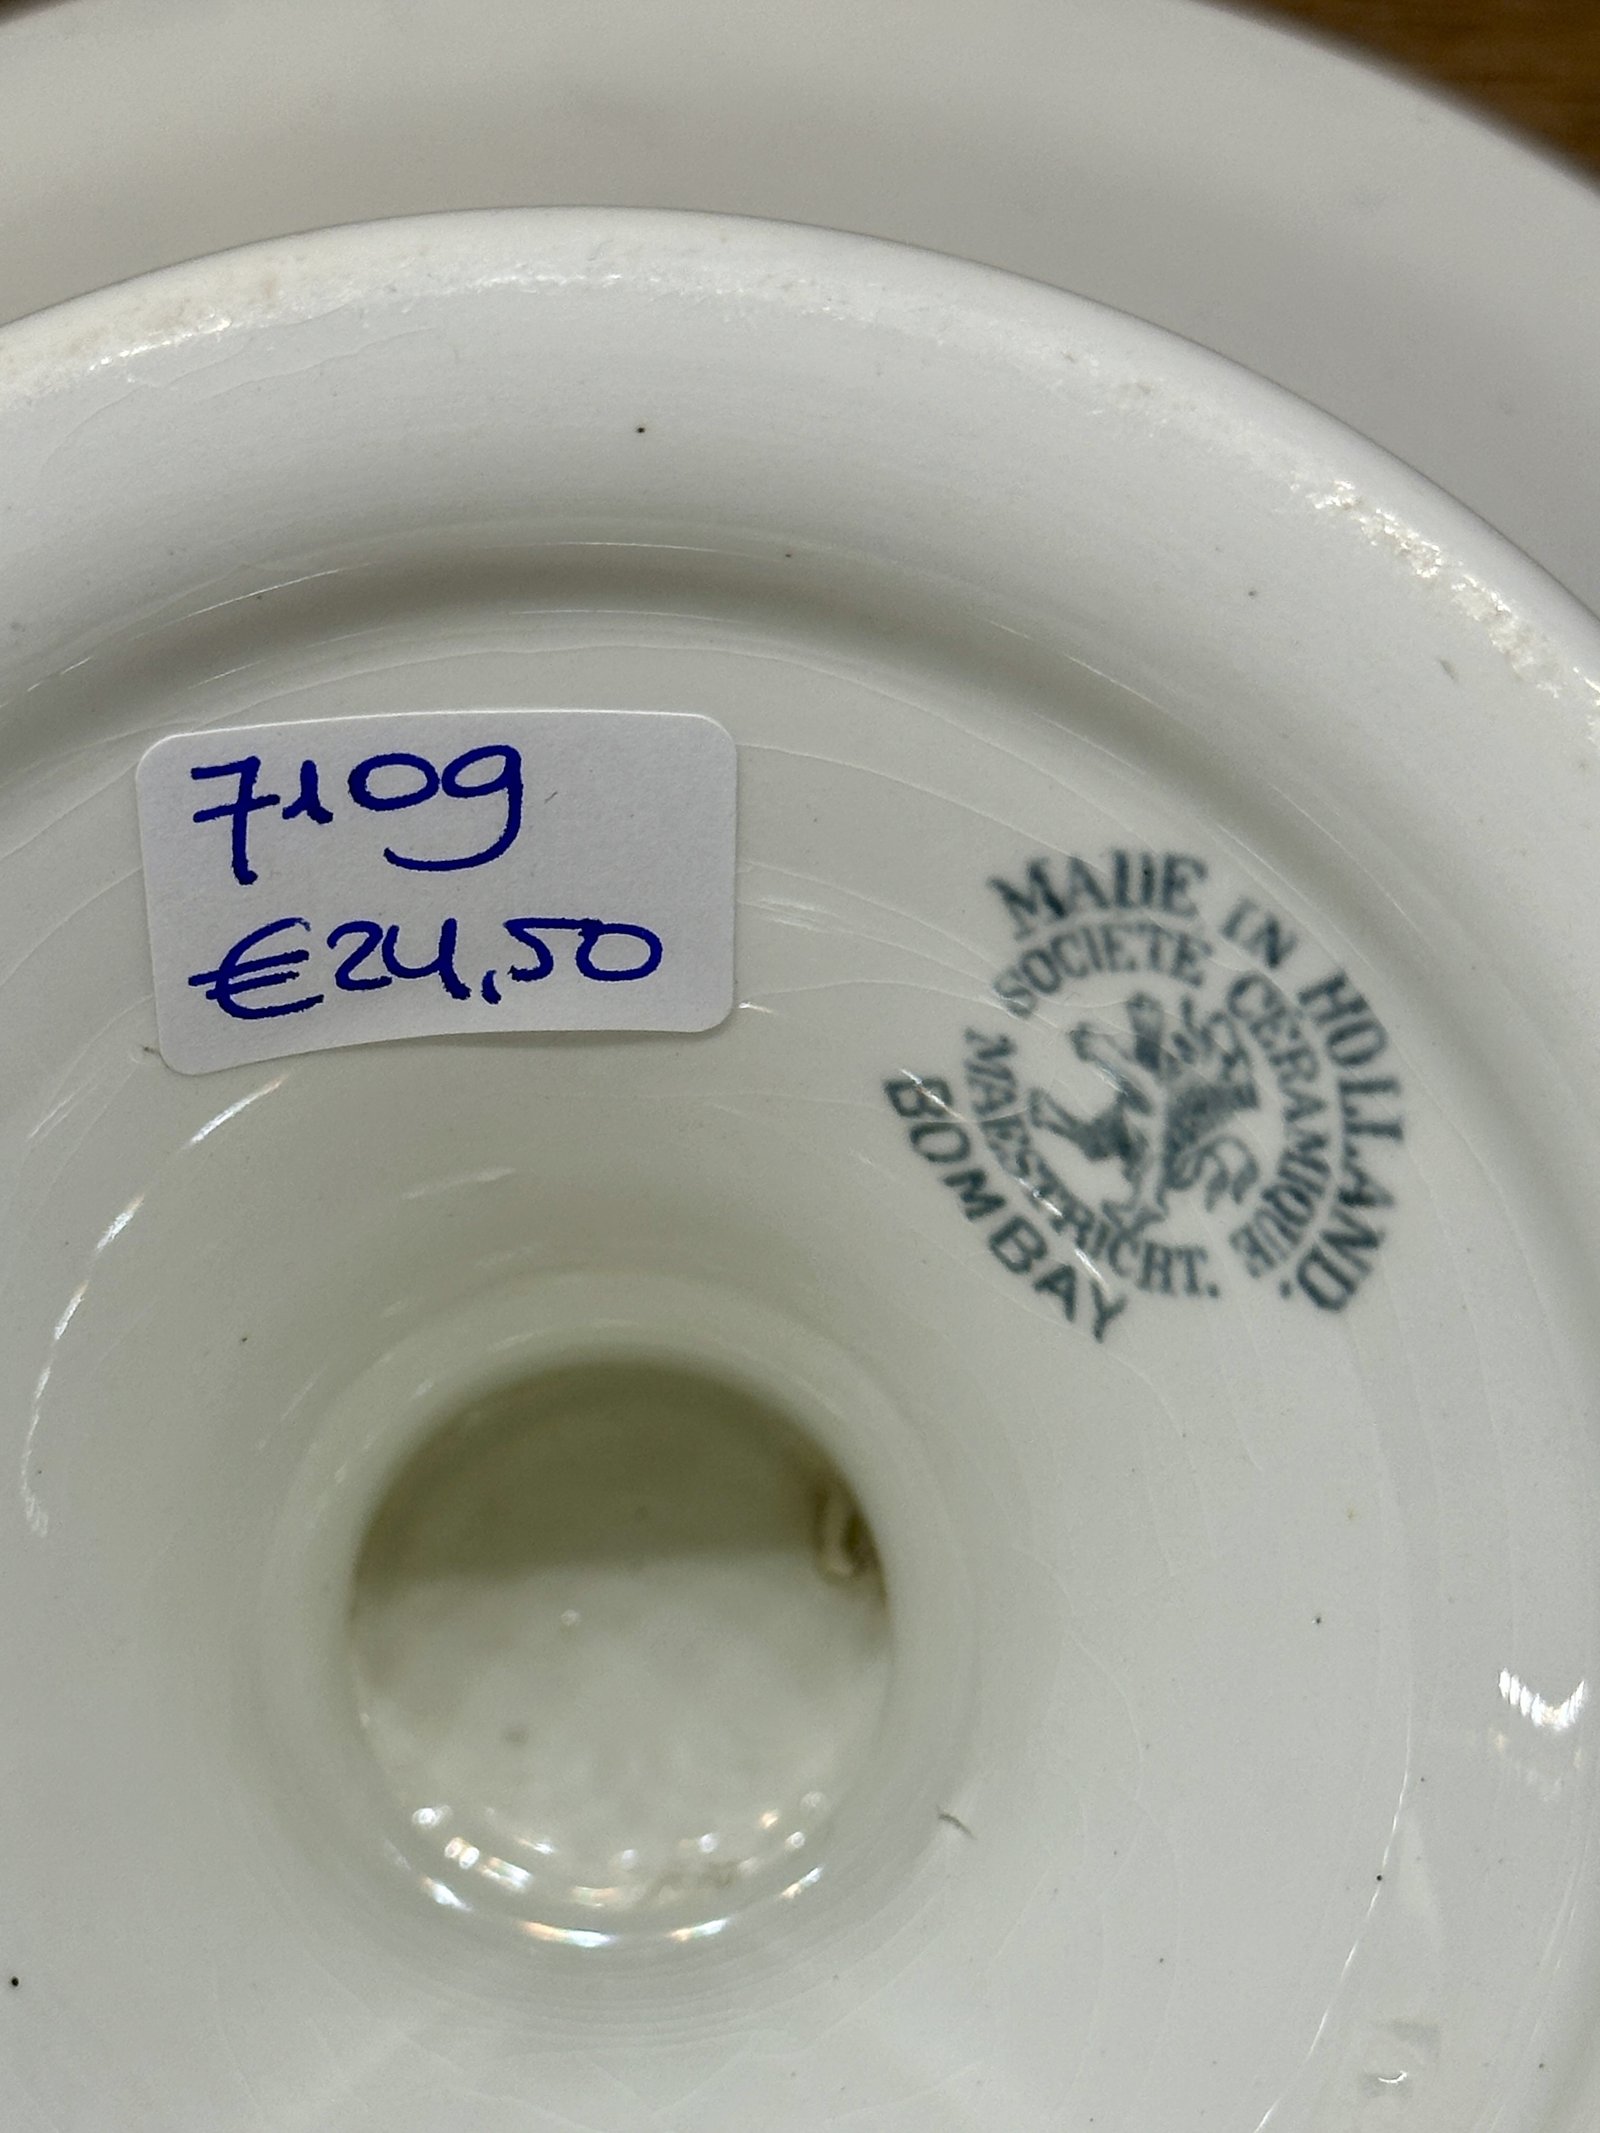 7109
€24,50
MADE IN HOLLAND.
SOCIETE CERAMIQUE
MAESTRICHT.
BOMBAY